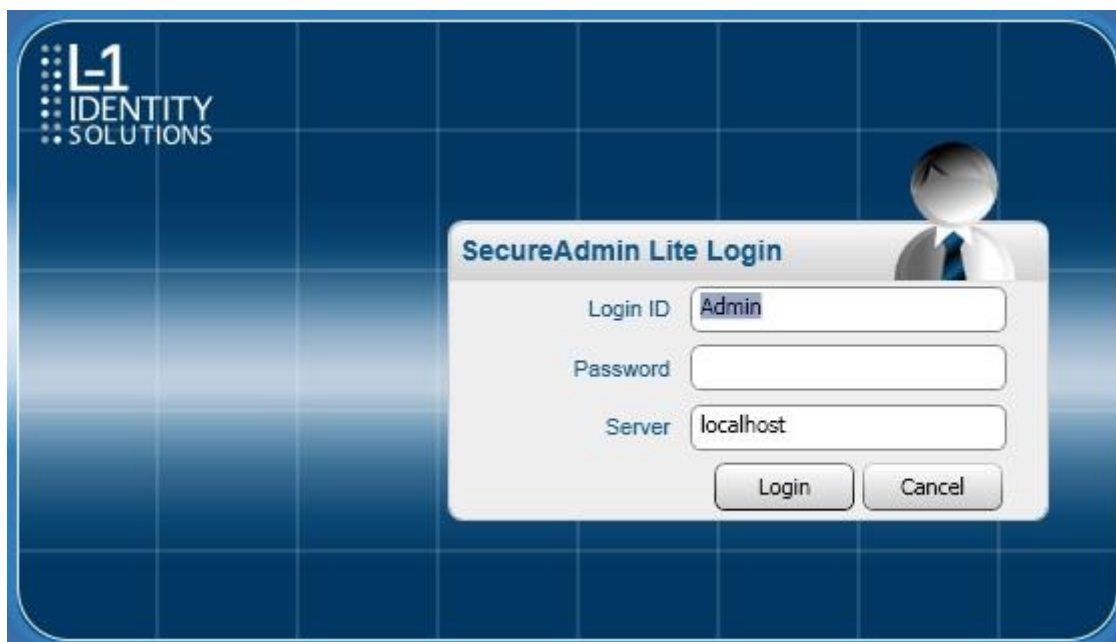 L-1
IDENTITY
SOLUTIONS
SecureAdmin Lite Login
Login ID Admin
Password
Server localhost
Login Cancel